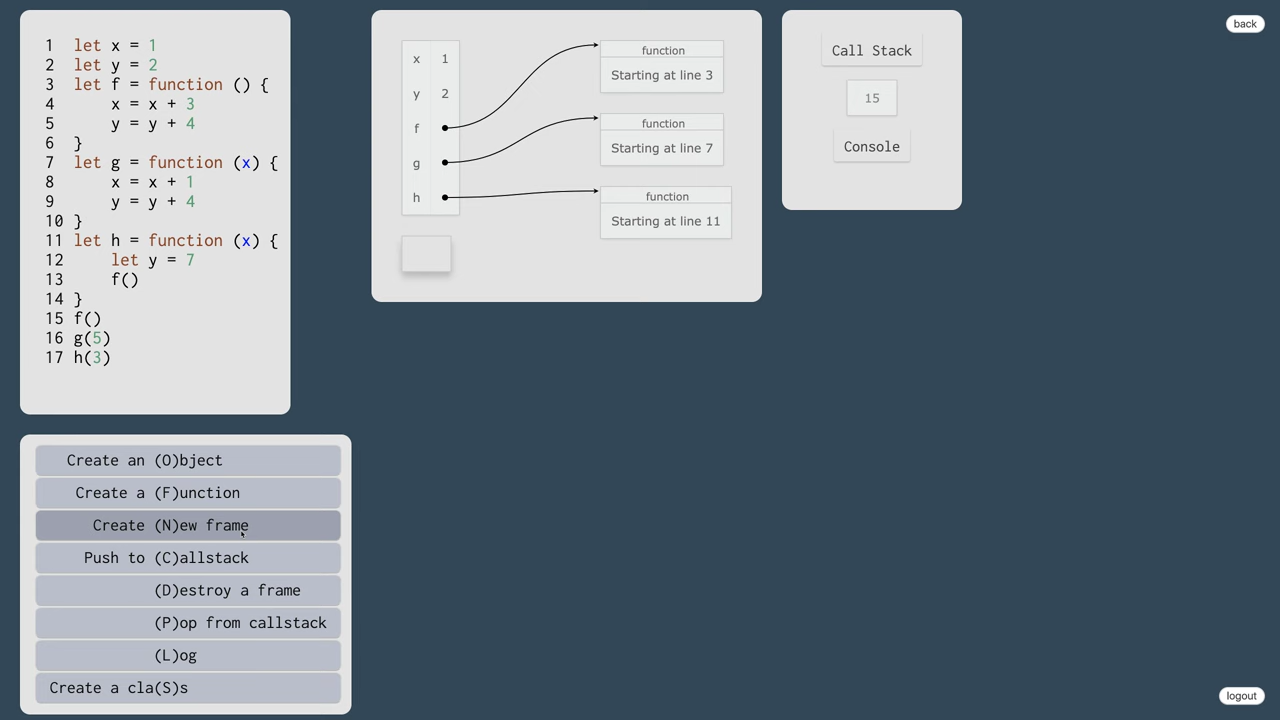 1 let x = 1
2 let y = 2
3 let f = function () {
4 x = x + 3
5 y = y + 4
6 }
7 let g = function (x) {
8 x = x + 1
9 y = y + 4
10 }
11 let h = function (x) {
12 let y = 7
13 f()
14 }
15 f()
16 g(5)
17 h(3)
Create an (O)bject
Create a (F)unction
Create (N)ew frame
Push to (C)allstack
(D)estroy a frame
(P)op from callstack
(L)og
Create a cla(S)s
x 1
y 2
f
g
h
function
Starting at line 3
function
Starting at line 7
function
Starting at line 11
Call Stack
15
Console
back
logout